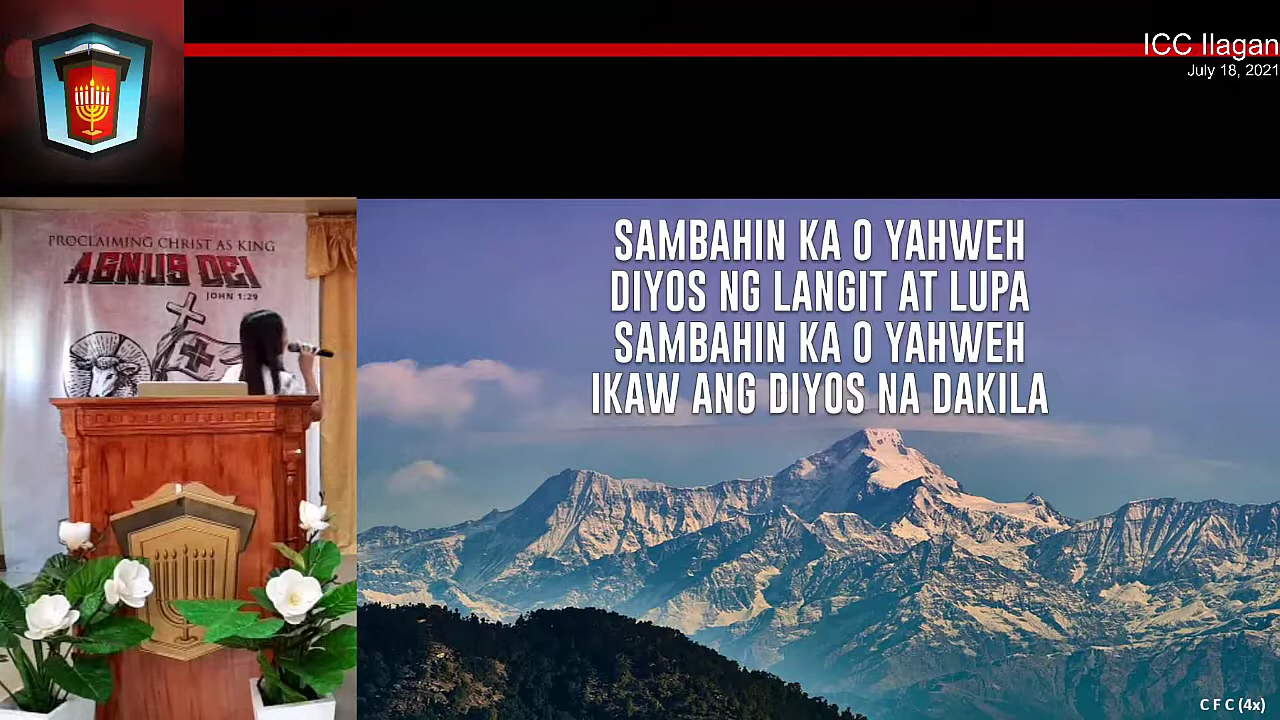 ICC Ilagan
July 18, 2021
PROCLAIMING CHRIST AS KING
AGNUS DEI
JOHN 1:29
SAMBAHIN KA O YAHWEH
DIYOS NG LANGIT AT LUPA
SAMBAHIN KA O YAHWEH
IKAW ANG DIYOS NA DAKILA
C F C (4x)